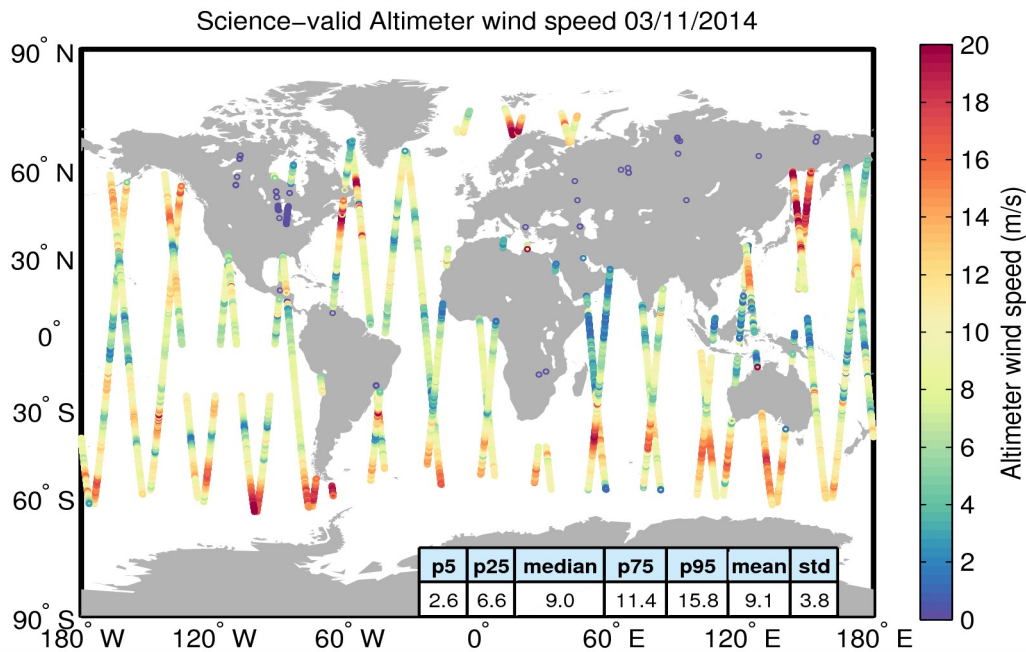 Science−valid Altimeter wind speed 03/11/2014
90° N
60° N
30° N
0°
30° S
60° S
90° S
180° W
120° W
60° W
0°
60° E
120° E
180° E
p5 p25 median p75 p95 mean std
2.6 6.6 9.0 11.4 15.8 9.1 3.8
20
18
16
14
12
10
8
6
4
2
0
Altimeter wind speed (m/s)